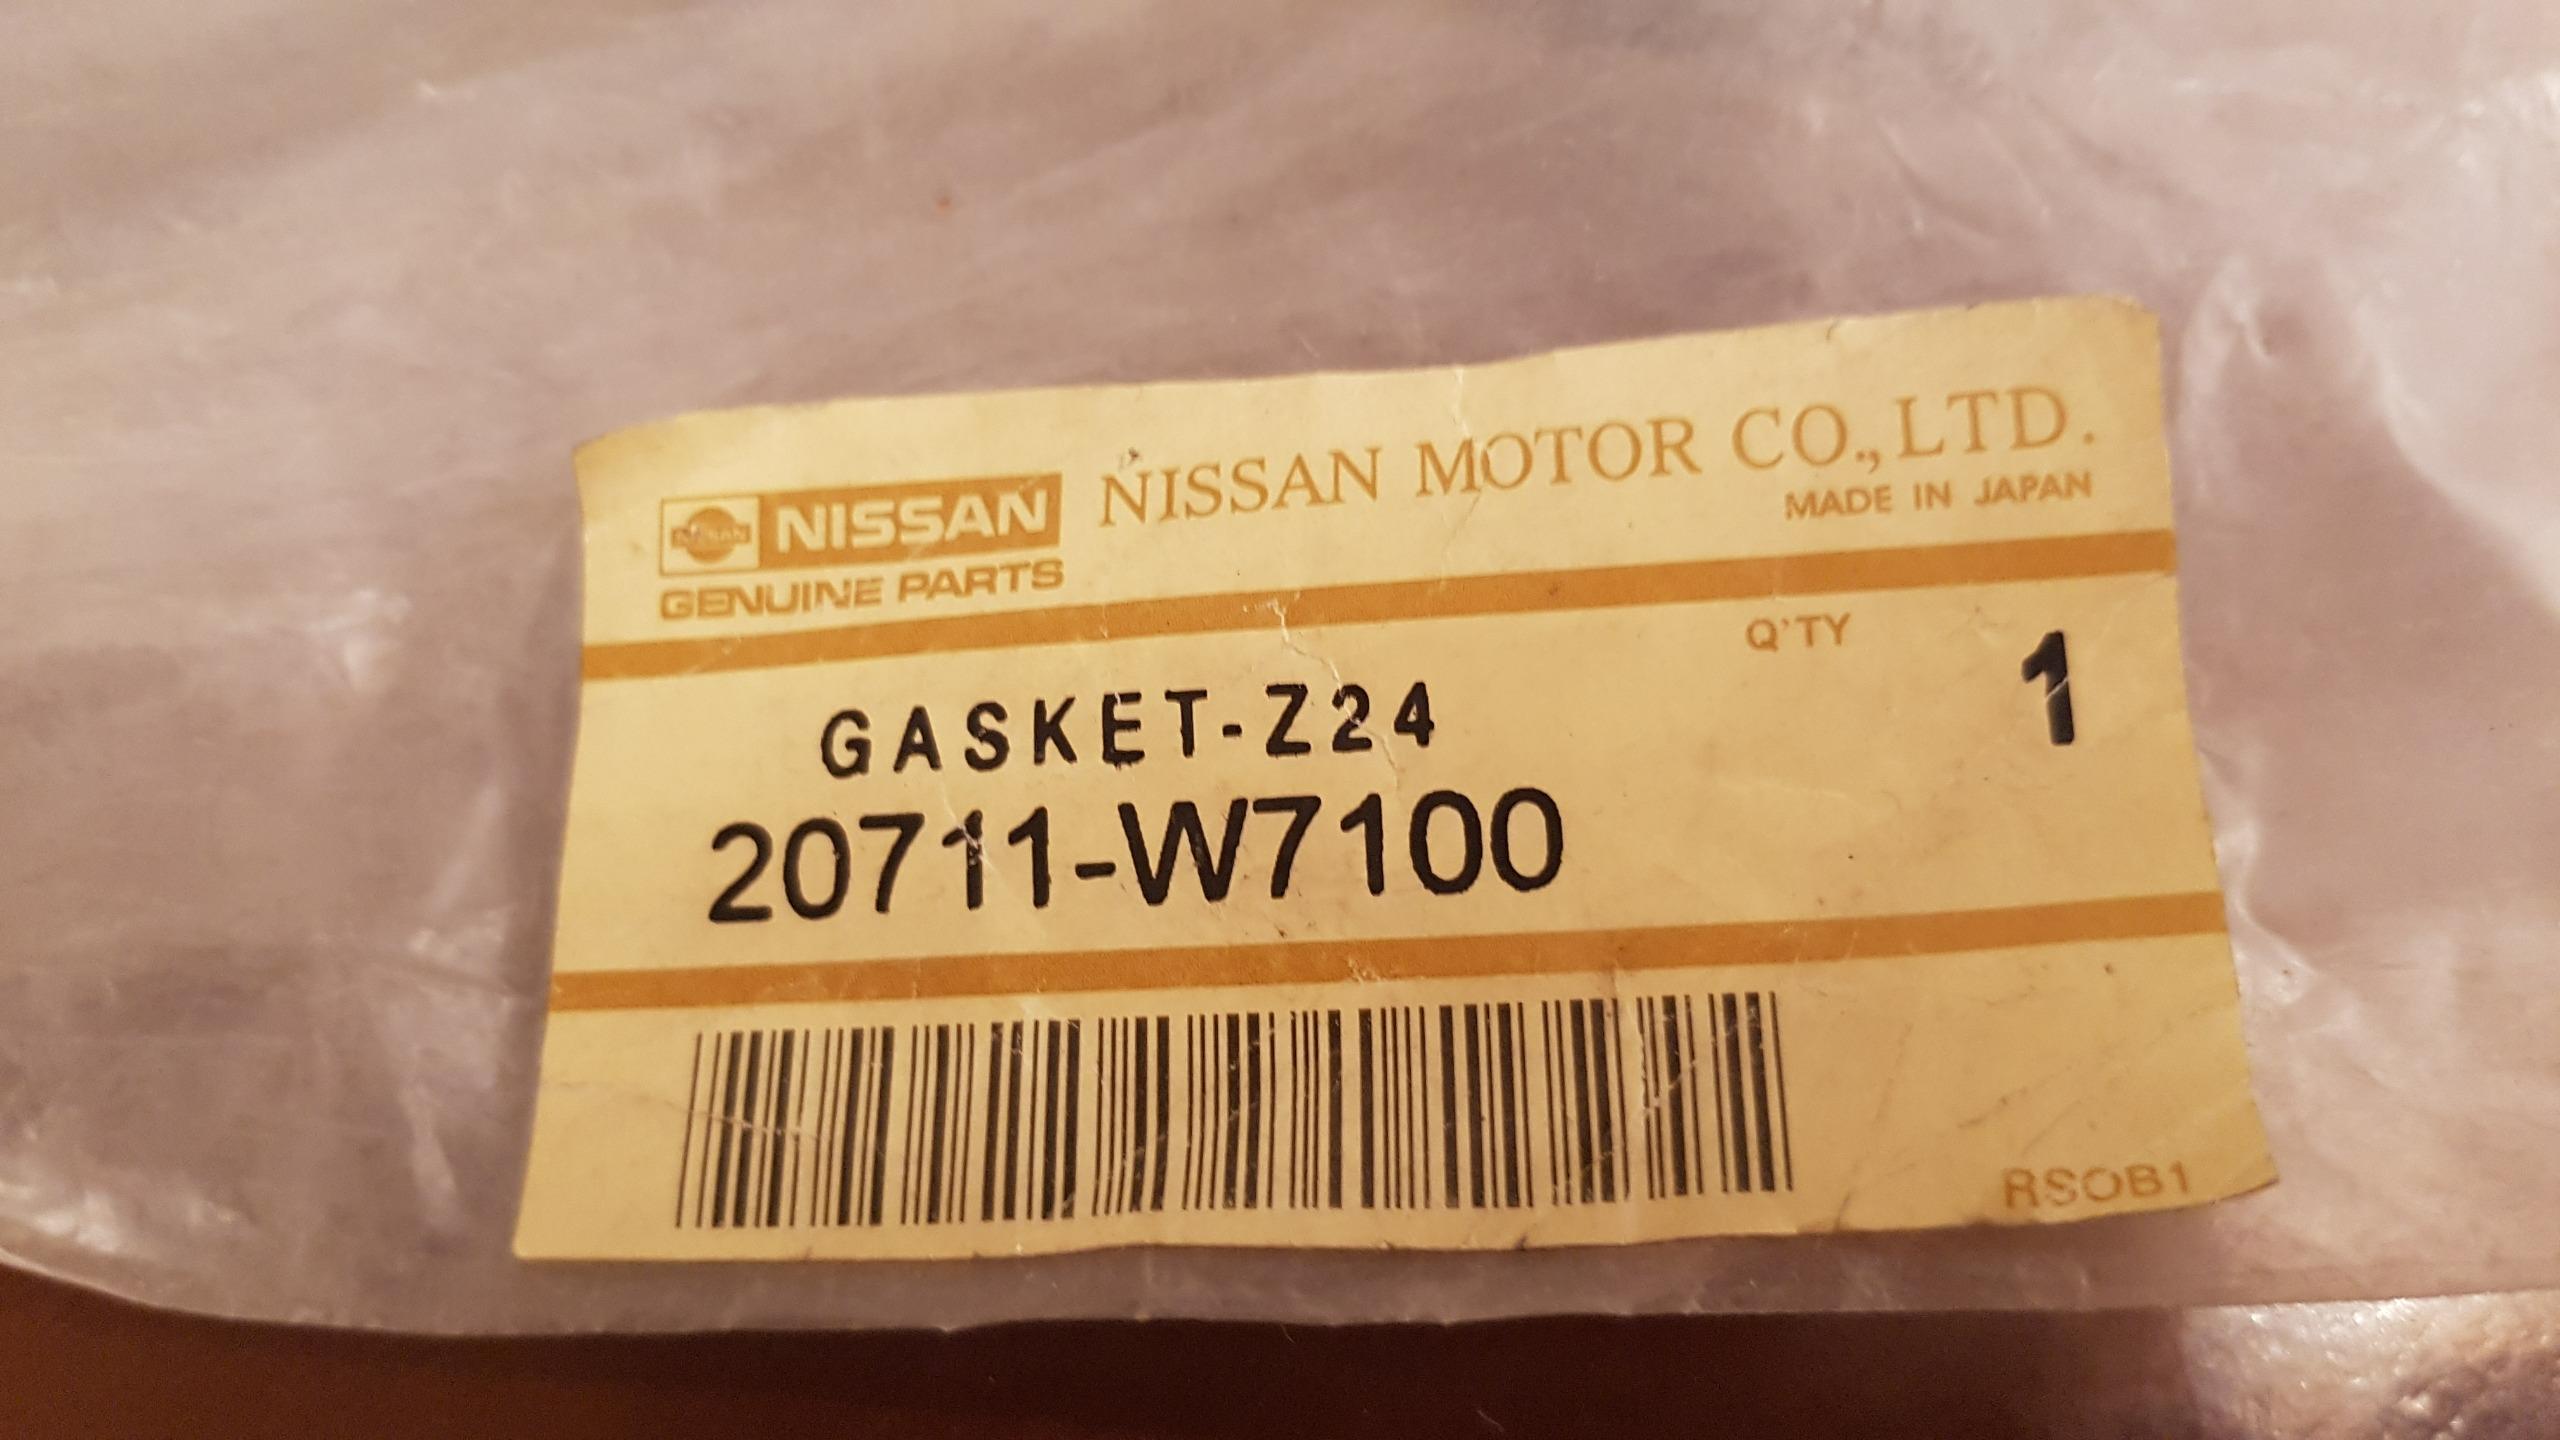 NISSAN NISSAN NISSAN MOTOR CO., LTD.
GENUINE PARTS MADE IN JAPAN
Q'TY 1
GASKET-Z24
20711-W7100
RSOB1